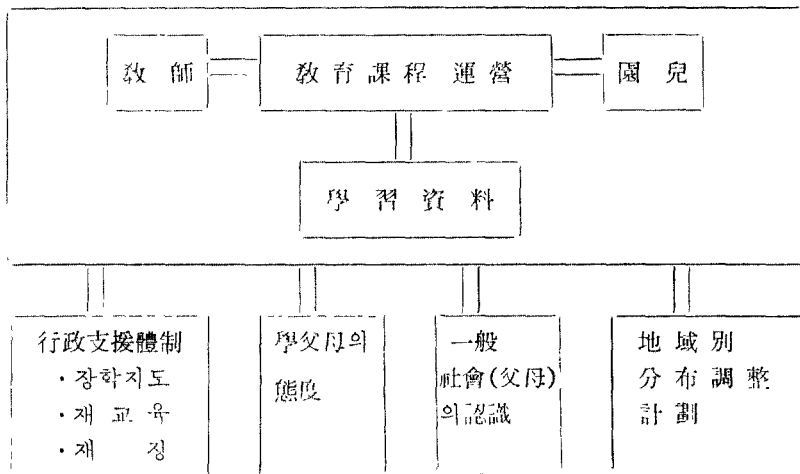 敎師 敎育課程 運營 園兒
學習資料
行政支援體制
·장학지도
·재교육
·재정
學父母의
態度
一般
社會(父母)
의 認識
地域別
分布調整
計劃